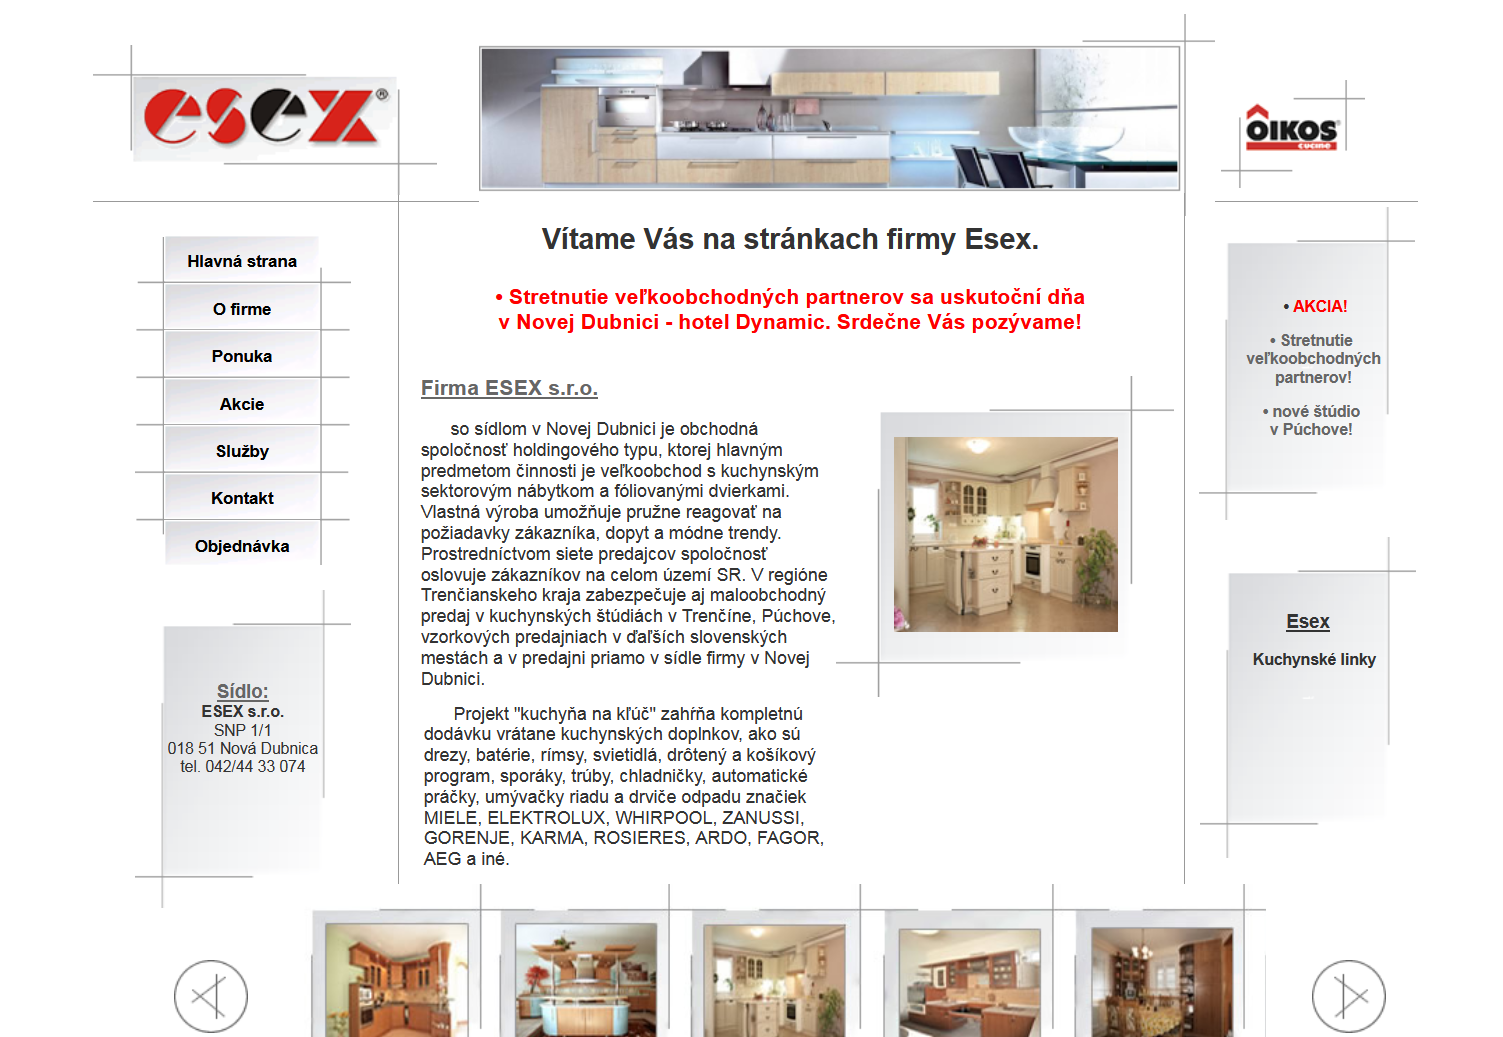 esex ®
OIKOS
cucine
Vítame Vás na stránkach firmy Esex.
• Stretnutie veľkoobchodných partnerov sa uskutoční dňa
v Novej Dubnici - hotel Dynamic. Srdečne Vás pozývame!
Hlavná strana
O firme
Ponuka
Akcie
Služby
Kontakt
Objednávka
Sídlo:
ESEX s.r.o.
SNP 1/1
018 51 Nová Dubnica
tel. 042/44 33 074
Firma ESEX s.r.o.
so sídlom v Novej Dubnici je obchodná
spoločnosť holdingového typu, ktorej hlavným
predmetom činnosti je veľkoobchod s kuchynským
sektorovým nábytkom a fóliovanými dvierkami.
Vlastná výroba umožňuje pružne reagovať na
požiadavky zákazníka, dopyt a módne trendy.
Prostredníctvom siete predajcov spoločnosť
oslovuje zákazníkov na celom území SR. V regióne
Trenčianskeho kraja zabezpečuje aj maloobchodný
predaj v kuchynských štúdiách v Trenčíne, Púchove,
vzorkových predajniach v ďaľších slovenských
mestách a v predajni priamo v sídle firmy v Novej
Dubnici.
Projekt "kuchyňa na kľúč" zahŕňa kompletnú
dodávku vrátane kuchynských doplnkov, ako sú
drezy, batérie, rímsy, svietidlá, drôtený a košíkový
program, sporáky, trúby, chladničky, automatické
práčky, umývačky riadu a drviče odpadu značiek
MIELE, ELEKTROLUX, WHIRPOOL, ZANUSSI,
GORENJE, KARMA, ROSIERES, ARDO, FAGOR,
AEG a iné.
• AKCIA!
• Stretnutie
veľkoobchodných
partnerov!
• nové štúdio
v Púchove!
Esex
Kuchynské linky